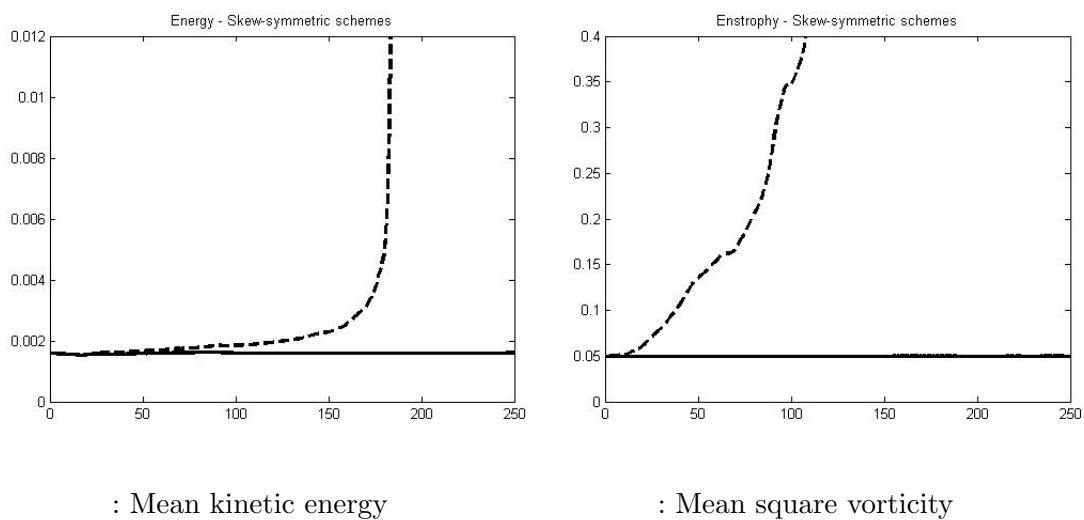 Energy - Skew-symmetric schemes
0.012
0.01
0.008
0.006
0.004
0.002
0
0 50 100 150 200 250
Enstrophy - Skew-symmetric schemes
0.4
0.35
0.3
0.25
0.2
0.15
0.1
0.05
0
0 50 100 150 200 250
: Mean kinetic energy
: Mean square vorticity